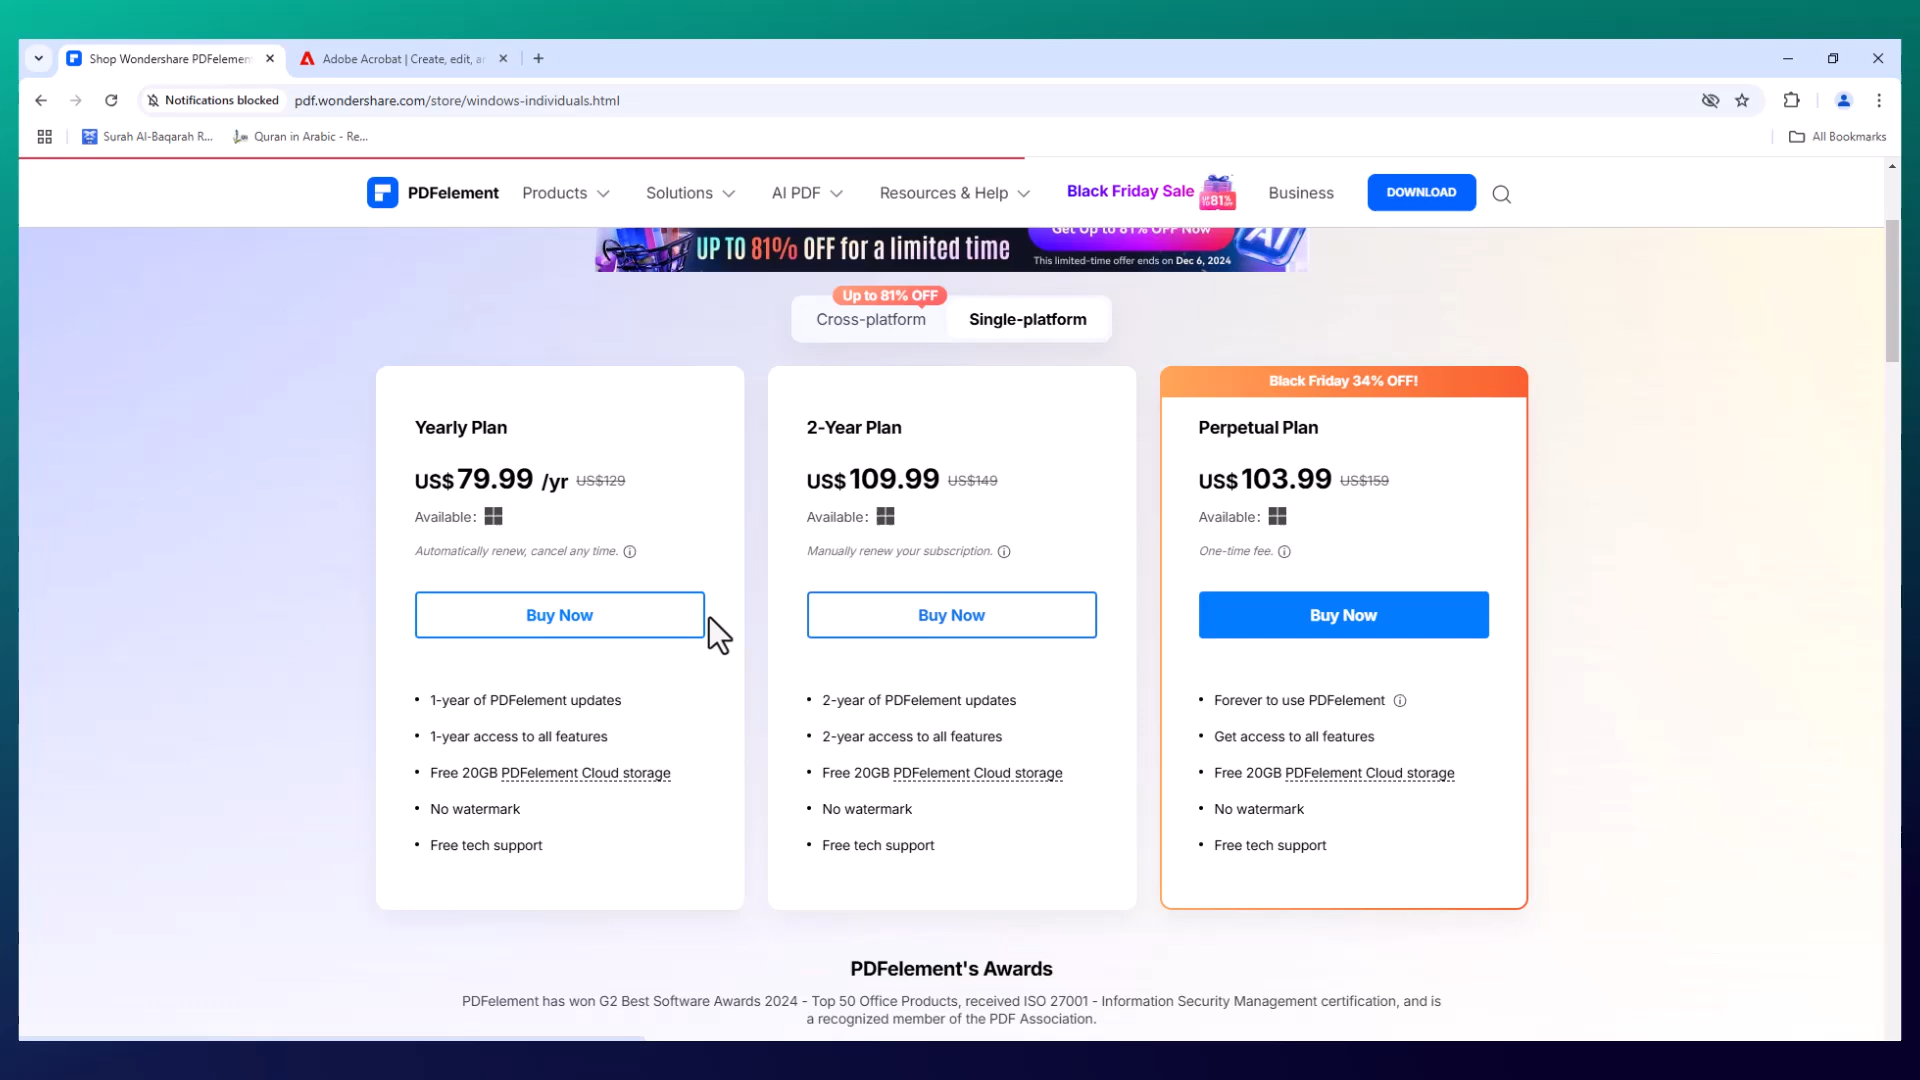 Shop Wondershare PDFelemen
Adobe Acrobat | Create, edit, a
Notifications blocked
pdf.wondershare.com/store/windows-individuals.html
Surah Al-Baqarah R...
Quran in Arabic - Re...
All Bookmarks
PDFelement
Products
Solutions
AI PDF
Resources & Help
Black Friday Sale
81%
Business
DOWNLOAD
UP TO 81% OFF for a limited time
Get Up to 81% OFF Now
This limited-time offer ends on Dec 6, 2024
AI
Up to 81% OFF
Cross-platform
Single-platform
Yearly Plan
US$79.99 /yr US$129
Available:
Automatically renew, cancel any time.
Buy Now
1-year of PDFelement updates
1-year access to all features
Free 20GB PDFelement Cloud storage
No watermark
Free tech support
2-Year Plan
US$109.99 US$149
Available:
Manually renew your subscription.
Buy Now
2-year of PDFelement updates
2-year access to all features
Free 20GB PDFelement Cloud storage
No watermark
Free tech support
Black Friday 34% OFF!
Perpetual Plan
US$103.99 US$159
Available:
One-time fee.
Buy Now
Forever to use PDFelement
Get access to all features
Free 20GB PDFelement Cloud storage
No watermark
Free tech support
PDFelement's Awards
PDFelement has won G2 Best Software Awards 2024 - Top 50 Office Products, received ISO 27001 - Information Security Management certification, and is
a recognized member of the PDF Association.